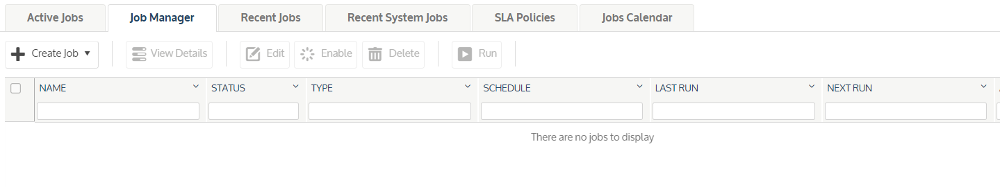 Active Jobs Job Manager Recent Jobs Recent System Jobs SLA Policies Jobs Calendar
Create Job View Details Edit Enable Delete Run
NAME STATUS TYPE SCHEDULE LAST RUN NEXT RUN
There are no jobs to display